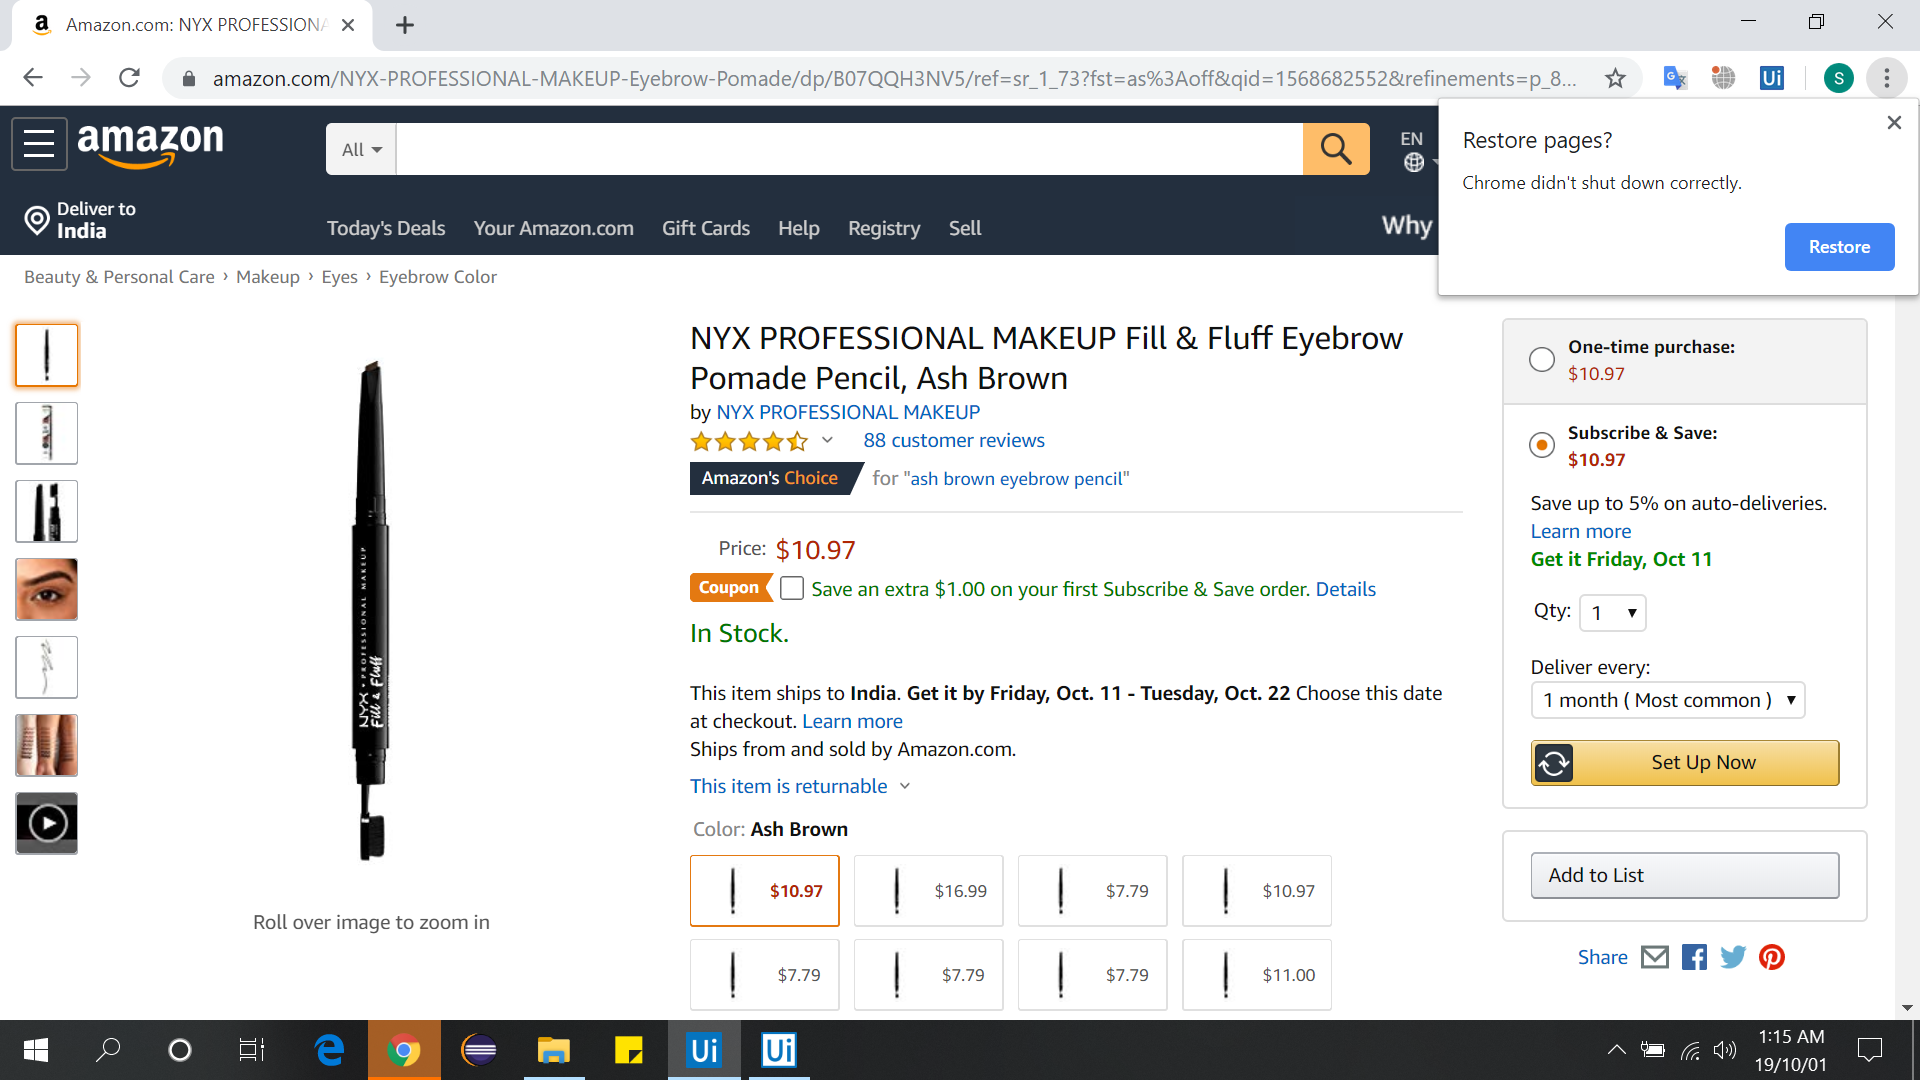 Amazon.com: NYX PROFESSIONA
amazon.com/NYX-PROFESSIONAL-MAKEUP-Eyebrow-Pomade/dp/B07QQH3NV5/ref=sr_1_73?fst=as%3Aoff&qid=1568682552&refinements=p_8...
Ui
S
Restore pages?
Chrome didn't shut down correctly.
Restore
amazon
All
EN
Deliver to
India
Today's Deals
Your Amazon.com
Gift Cards
Help
Registry
Sell
Why
Beauty & Personal Care › Makeup › Eyes › Eyebrow Color
NYX PROFESSIONAL MAKEUP
Fill & Fluff
Roll over image to zoom in
NYX PROFESSIONAL MAKEUP Fill & Fluff Eyebrow
Pomade Pencil, Ash Brown
by NYX PROFESSIONAL MAKEUP
88 customer reviews
Amazon's Choice for "ash brown eyebrow pencil"
Price: $10.97
Coupon Save an extra $1.00 on your first Subscribe & Save order. Details
In Stock.
This item ships to India. Get it by Friday, Oct. 11 - Tuesday, Oct. 22 Choose this date
at checkout. Learn more
Ships from and sold by Amazon.com.
This item is returnable
Color: Ash Brown
$10.97
$16.99
$7.79
$10.97
$7.79
$7.79
$7.79
$11.00
One-time purchase:
$10.97
Subscribe & Save:
$10.97
Save up to 5% on auto-deliveries.
Learn more
Get it Friday, Oct 11
Qty: 1
Deliver every:
1 month ( Most common )
Set Up Now
Add to List
Share
Ui
Ui
1:15 AM
19/10/01